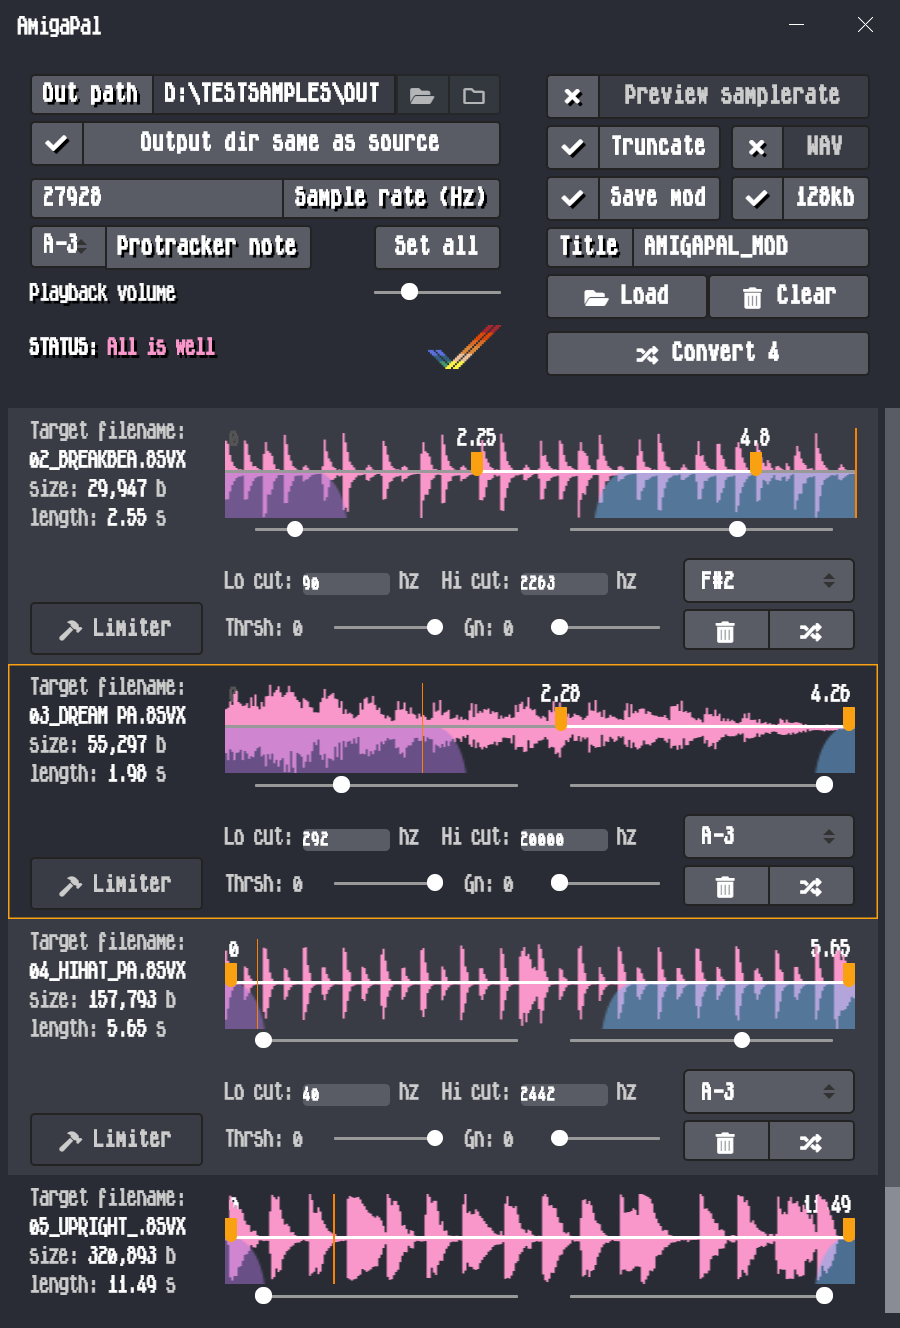 AmigaPal
Out path D:\TESTSAMPLES\OUT
Preview samplerate
Output dir same as source
Truncate WAV
27928 Sample rate (Hz)
Save mod 128kb
A-3 Protracker note Set all
Title AMIGAPAL_MOD
Playback volume
Load Clear
STATUS: All is well
Convert 4
Target filename:
02_BREAKBEA.8SVX
size: 29,947 b
length: 2.55 s
0 2.25 4.8
Lo cut: 90 hz Hi cut: 2263 hz F#2
Limiter Thrsh: 0 Gn: 0
Target filename:
03_DREAM PA.8SVX
size: 55,297 b
length: 1.98 s
0 2.28 4.26
Lo cut: 292 hz Hi cut: 20000 hz A-3
Limiter Thrsh: 0 Gn: 0
Target filename:
04_HIHAT_PA.8SVX
size: 157,793 b
length: 5.65 s
0 5.65
Lo cut: 40 hz Hi cut: 2442 hz A-3
Limiter Thrsh: 0 Gn: 0
Target filename:
05_UPRIGHT_.8SVX
size: 320,893 b
length: 11.49 s
0 11.49